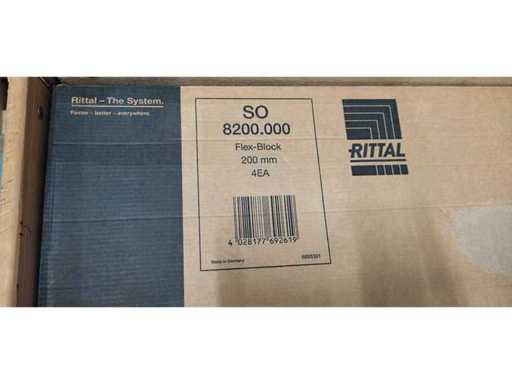 Rittal – The System.
Faster – better – everywhere.
SO
8200.000
Flex-Block
200 mm
4EA
4 028177 692619
Made in Germany
RITTAL